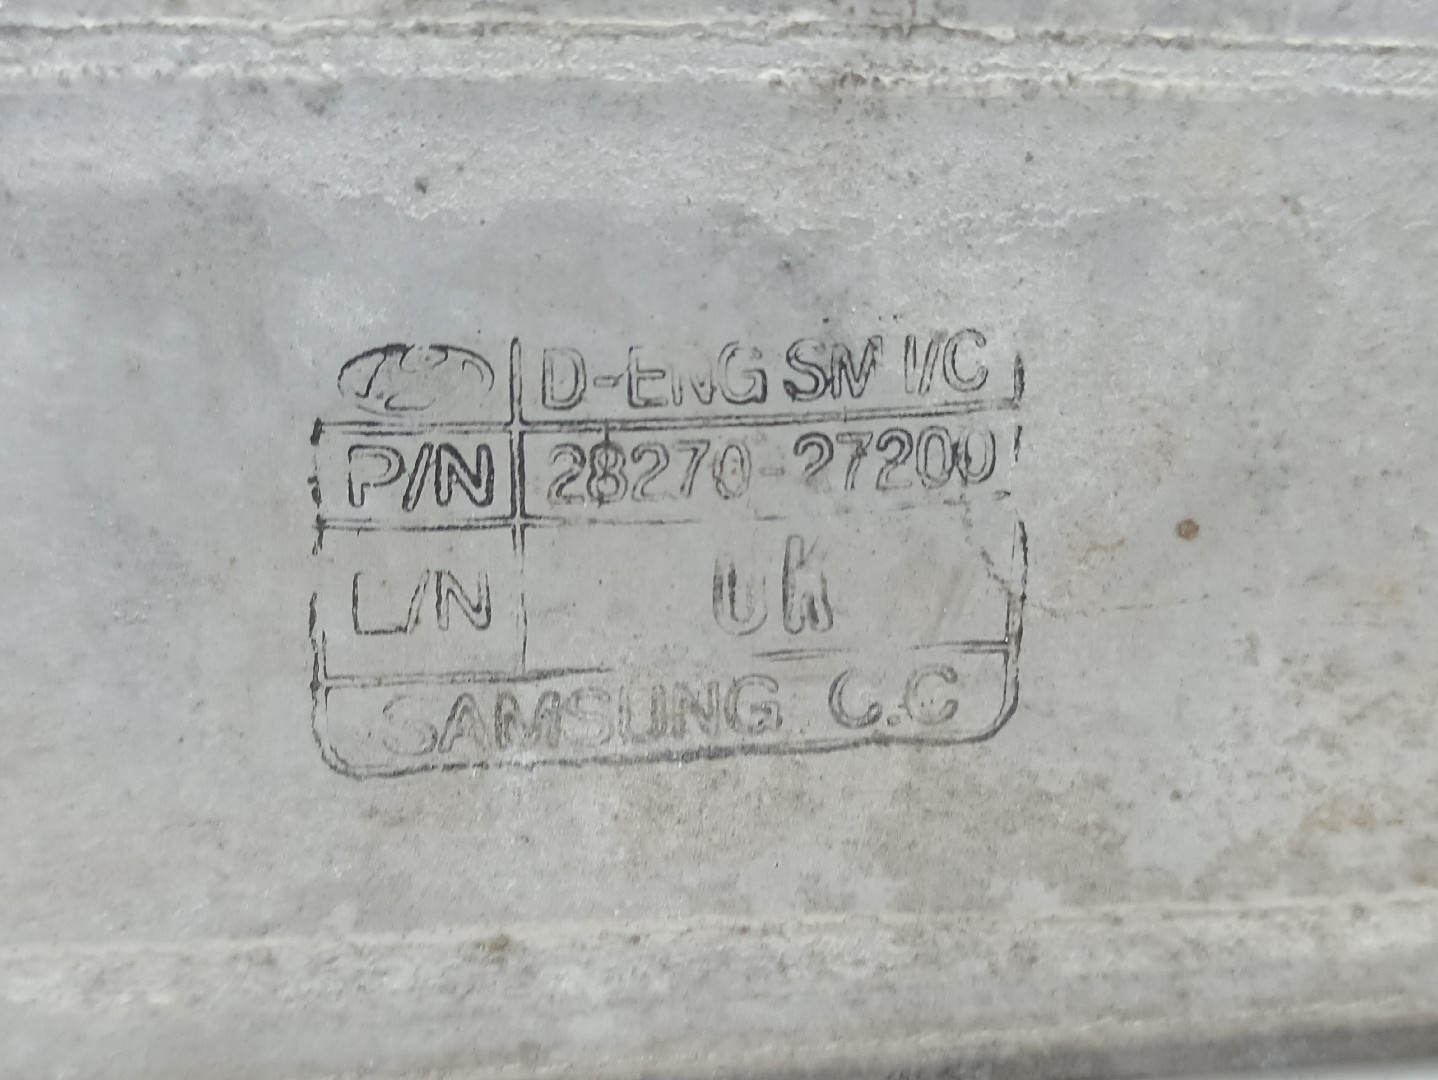 D-ENG SM I/C
P/N 28270-27200
L/N UK
SAMSUNG C.C